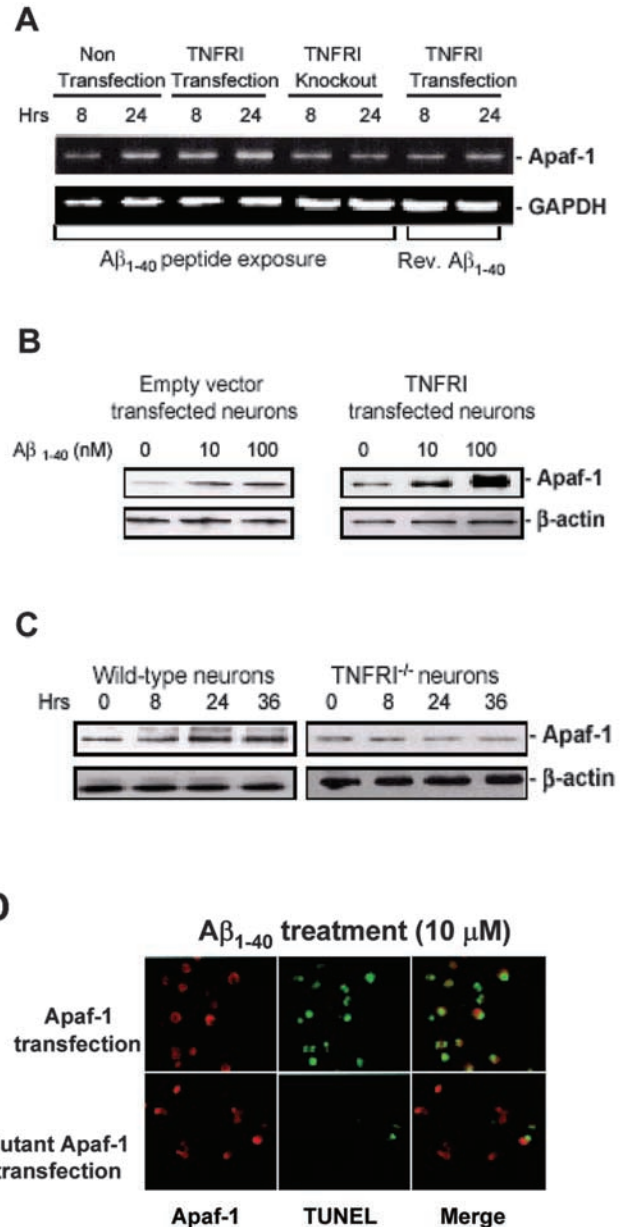 A
Non TNFRI TNFRI TNFRI
Transfection Transfection Knockout Transfection
Hrs 8 24 8 24 8 24 8 24
- Apaf-1
- GAPDH
Aβ1-40 peptide exposure Rev. Aβ1-40
B
Empty vector TNFRI
transfected neurons transfected neurons
Aβ 1-40 (nM) 0 10 100 0 10 100
- Apaf-1
- β-actin
C
Wild-type neurons TNFRI-/- neurons
Hrs 0 8 24 36 0 8 24 36
- Apaf-1
- β-actin
D
Aβ1-40 treatment (10 μM)
Apaf-1
transfection
utant Apaf-1
transfection
Apaf-1 TUNEL Merge